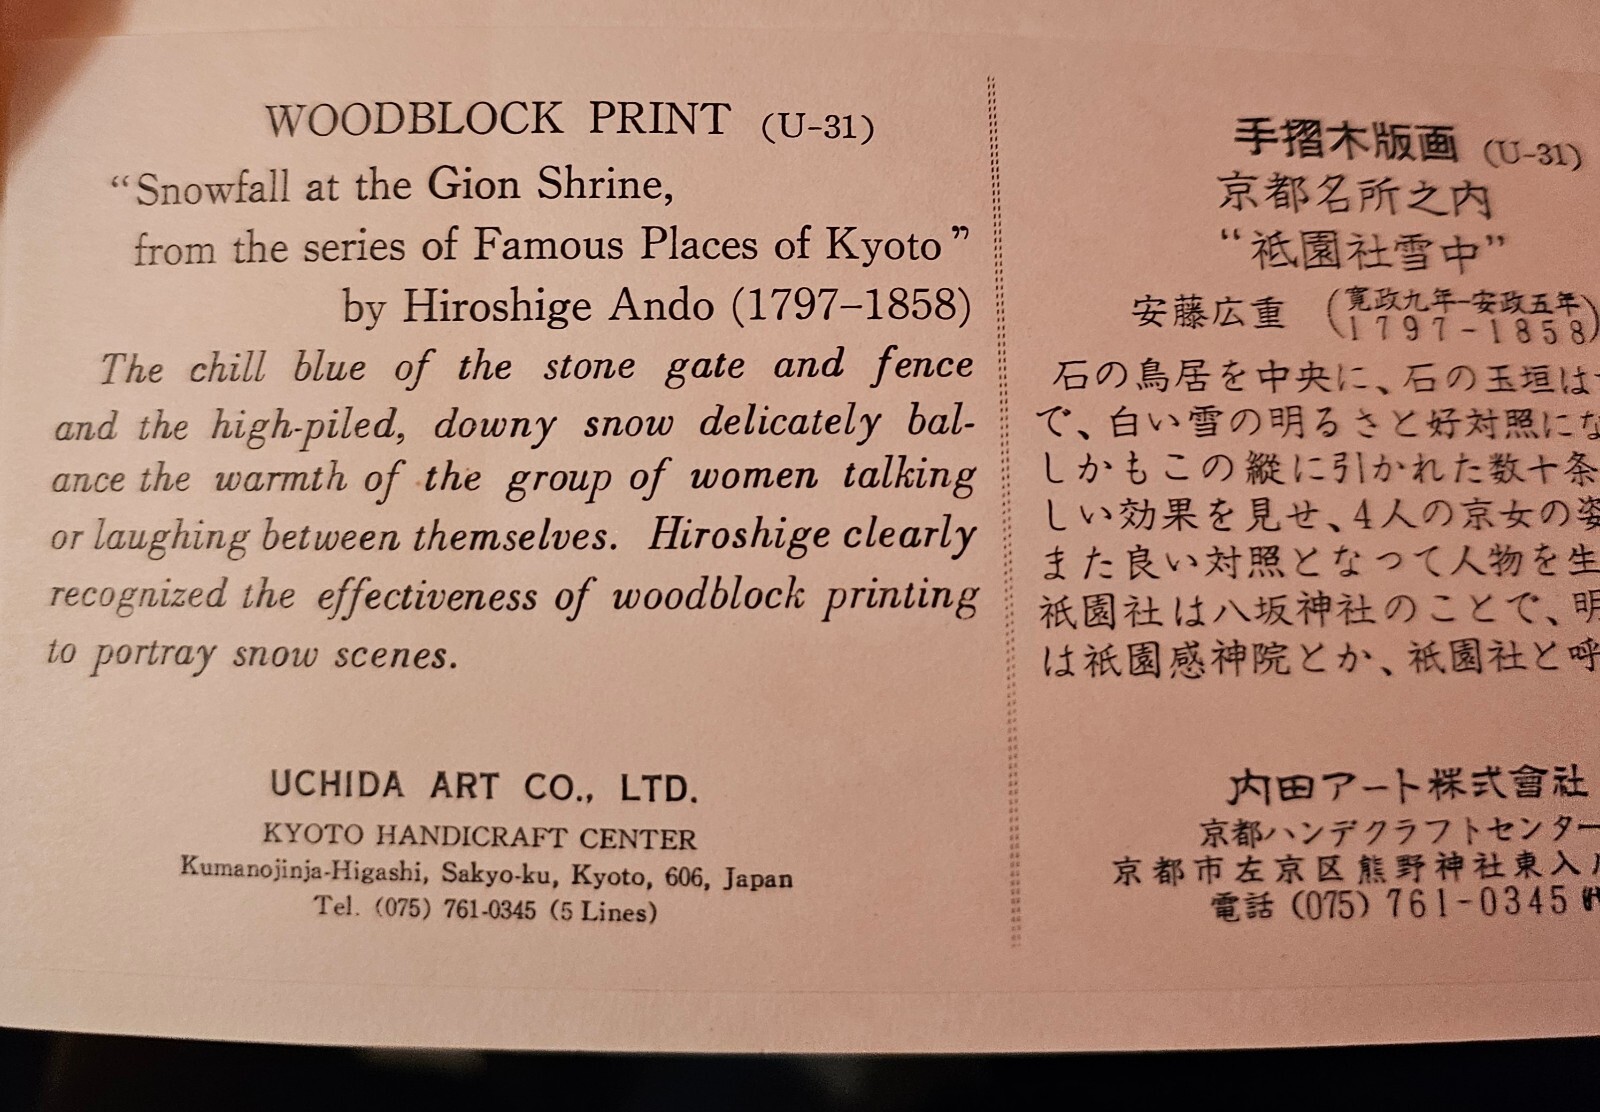 WOODBLOCK PRINT (U-31)
“Snowfall at the Gion Shrine,
from the series of Famous Places of Kyoto”
by Hiroshige Ando (1797–1858)
The chill blue of the stone gate and fence
and the high-piled, downy snow delicately bal-
ance the warmth of the group of women talking
or laughing between themselves. Hiroshige clearly
recognized the effectiveness of woodblock printing
to portray snow scenes.
UCHIDA ART CO., LTD.
KYOTO HANDICRAFT CENTER
Kumanojinja-Higashi, Sakyo-ku, Kyoto, 606, Japan
Tel. (075) 761-0345 (5 Lines)
手摺木版画 (U-31)
京都名所之内
“祇園社雪中”
安藤広重 (寛政九年-安政五年
1797-1858)
石の鳥居を中央に、石の玉垣は
で、白い雪の明るさと好対照にな
しかもこの縦に引かれた数十条
しい効果を見せ、4人の京女の姿
また良い対照となって人物を生
祇園社は八坂神社のことで、明
は祇園感神院とか、祇園社と呼
内田アート株式會社
京都ハンデクラフトセンター
京都市左京区熊野神社東入
電話 (075) 761-0345